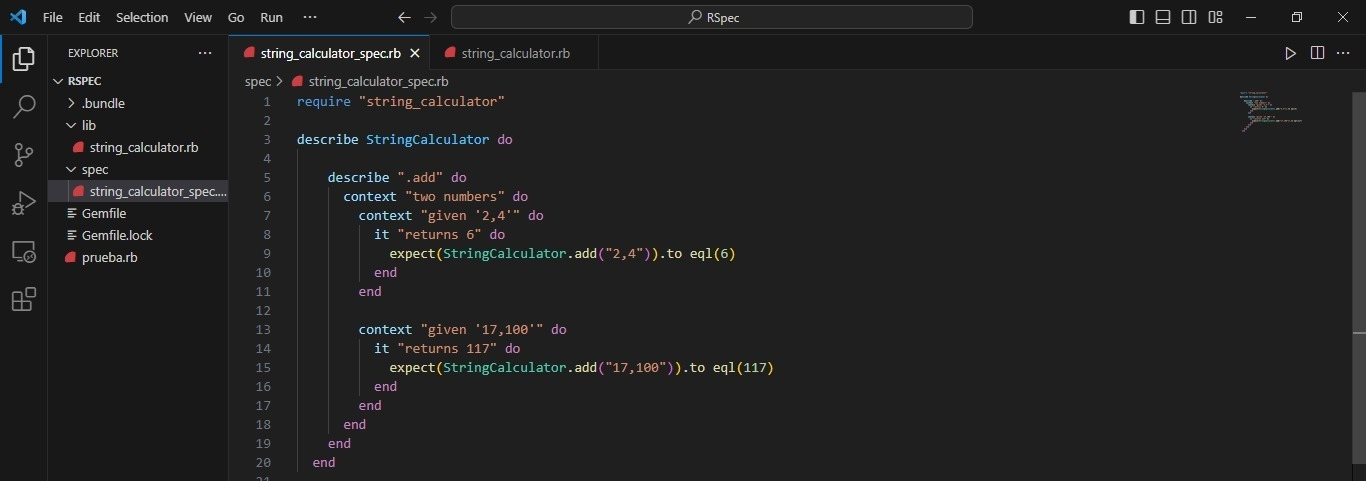 File Edit Selection View Go Run ··· RSpec
EXPLORER ···
RSPEC
.bundle
lib
string_calculator.rb
spec
string_calculator_spec....
Gemfile
Gemfile.lock
prueba.rb
string_calculator_spec.rb string_calculator.rb
spec > string_calculator_spec.rb
1 require "string_calculator"
2
3 describe StringCalculator do
4
5 describe ".add" do
6 context "two numbers" do
7 context "given '2,4'" do
8 it "returns 6" do
9 expect(StringCalculator.add("2,4")).to eql(6)
10 end
11 end
12
13 context "given '17,100'" do
14 it "returns 117" do
15 expect(StringCalculator.add("17,100")).to eql(117)
16 end
17 end
18 end
19 end
20 end